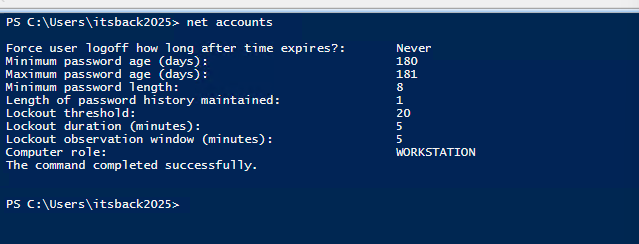 PS C:\Users\itsback2025> net accounts
Force user logoff how long after time expires?: Never
Minimum password age (days): 180
Maximum password age (days): 181
Minimum password length: 8
Length of password history maintained: 1
Lockout threshold: 20
Lockout duration (minutes): 5
Lockout observation window (minutes): 5
Computer role: WORKSTATION
The command completed successfully.
PS C:\Users\itsback2025>